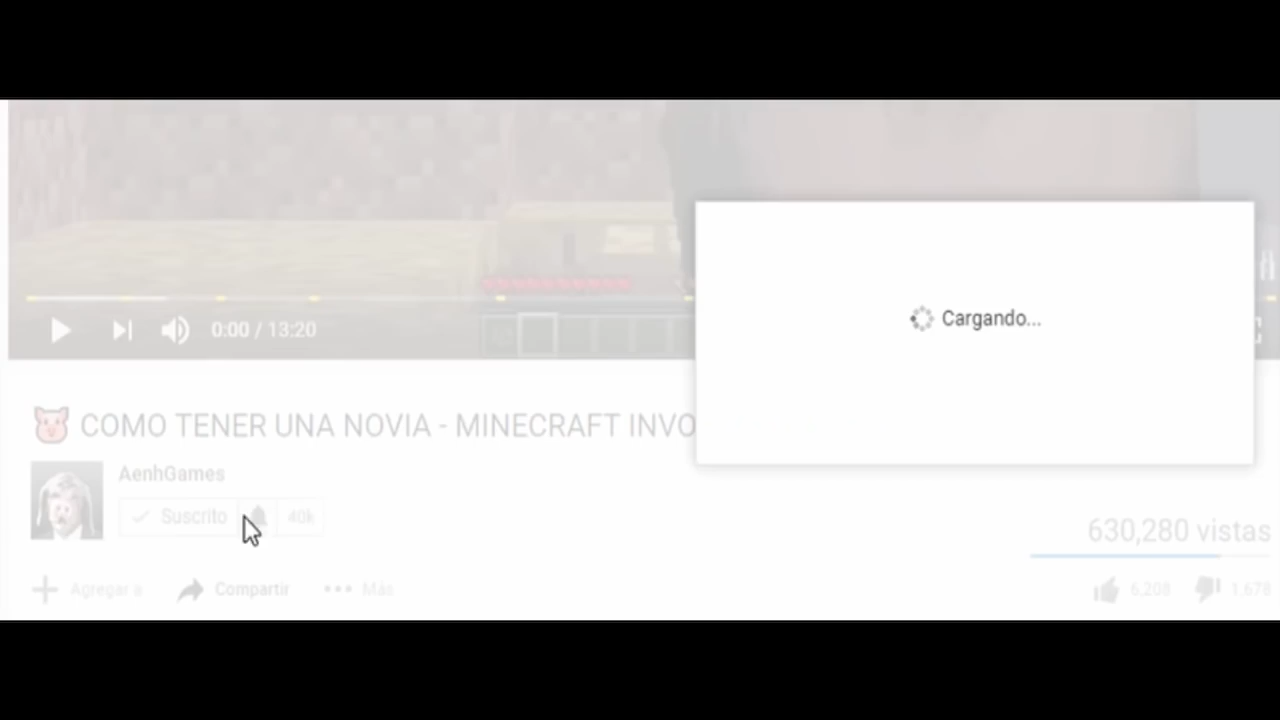 Cargando...
0:00 / 13:20
COMO TENER UNA NOVIA - MINECRAFT INVO
AenhGames
Suscrito 40k
630,280 vistas
Agregar a Compartir Más
6,208 1,678